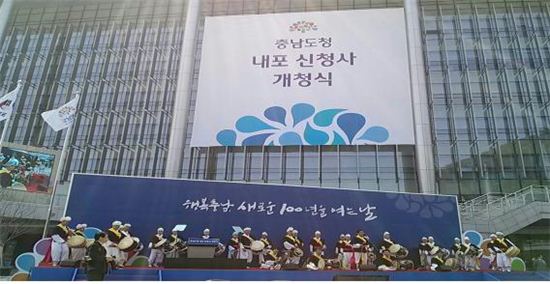 충남도청
내포 신청사
개청식
행복충남, 새로운 100년을 여는 날